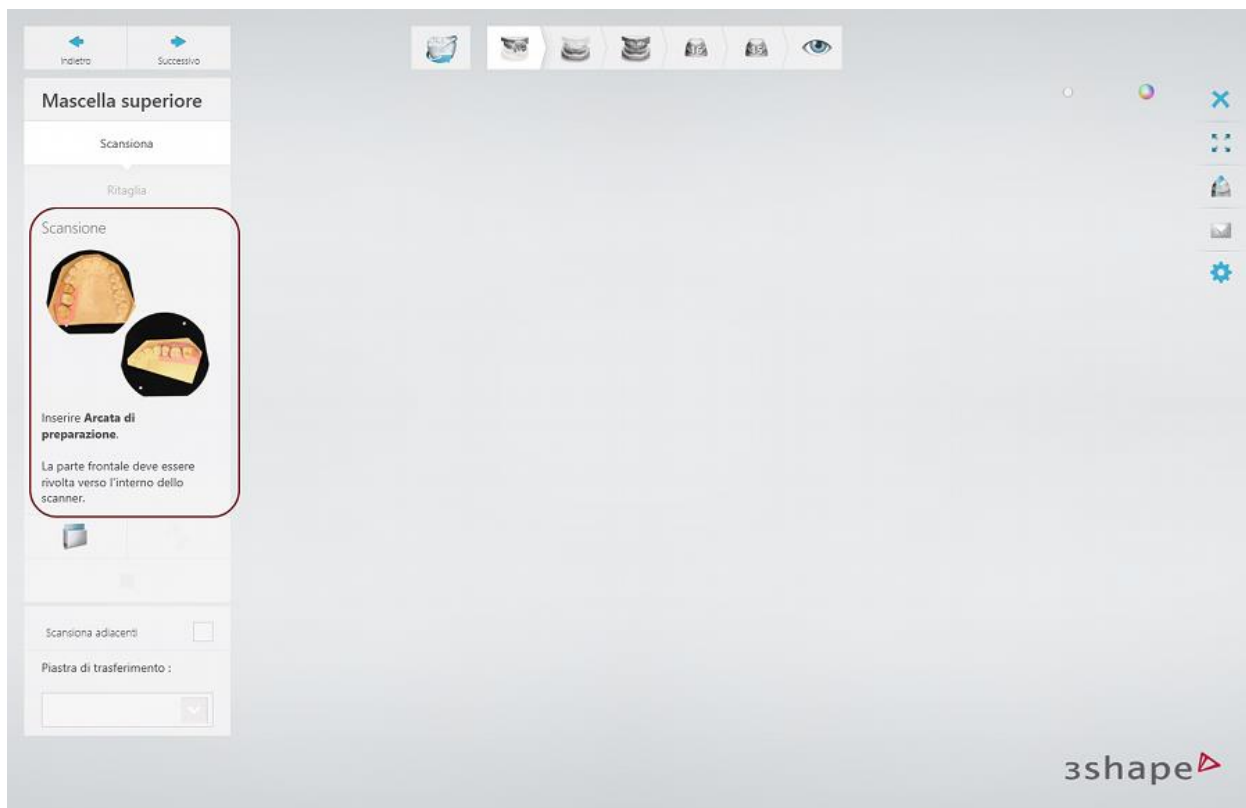 Indietro Successivo
Mascella superiore
Scansiona
Ritaglia
Scansione
Inserire Arcata di
preparazione.
La parte frontale deve essere
rivolta verso l'interno dello
scanner.
Scansiona adiacenti
Piastra di trasferimento :
3shape